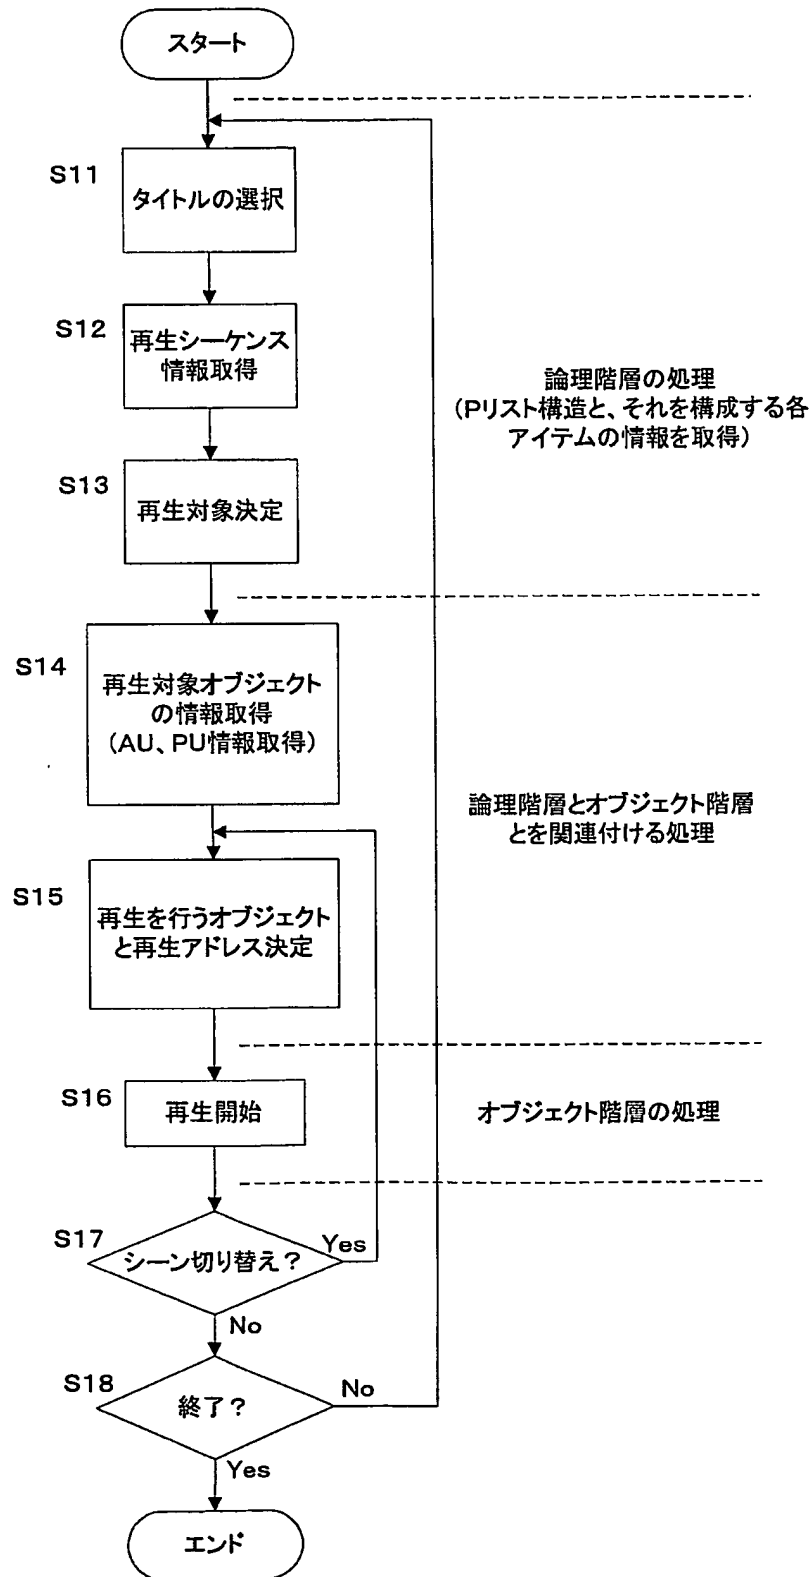 スタート
S11
タイトルの選択
S12
再生シーケンス
情報取得
論理階層の処理
(Pリスト構造と、それを構成する各
アイテムの情報を取得)
S13
再生対象決定
S14
再生対象オブジェクト
の情報取得
(AU、PU情報取得)
論理階層とオブジェクト階層
とを関連付ける処理
S15
再生を行うオブジェクト
と再生アドレス決定
S16
再生開始
オブジェクト階層の処理
S17
シーン切り替え?
Yes
No
S18
終了?
No
Yes
エンド